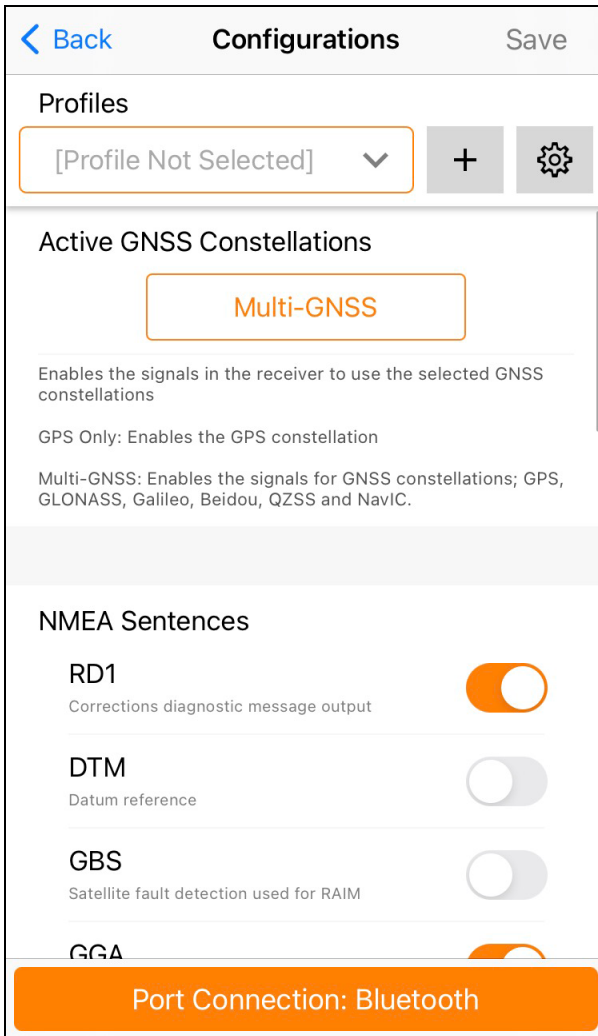 Back
Configurations
Save
Profiles
[Profile Not Selected]
+
Active GNSS Constellations
Multi-GNSS
Enables the signals in the receiver to use the selected GNSS
constellations
GPS Only: Enables the GPS constellation
Multi-GNSS: Enables the signals for GNSS constellations; GPS,
GLONASS, Galileo, Beidou, QZSS and NavIC.
NMEA Sentences
RD1
Corrections diagnostic message output
DTM
Datum reference
GBS
Satellite fault detection used for RAIM
GGA
Port Connection: Bluetooth